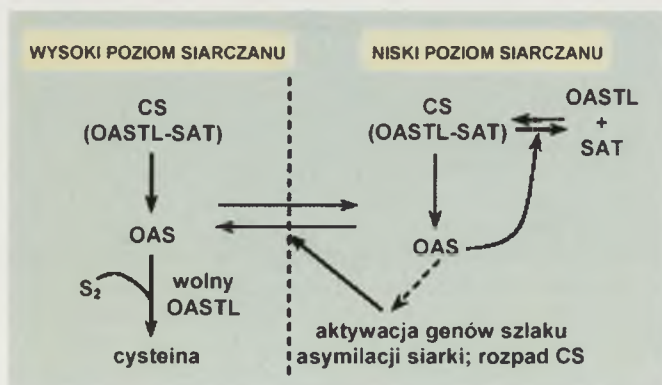 WYSOKI POZIOM SIARCZANU
CS
(OASTL-SAT)
OAS
S₂
wolny
OASTL
cysteina
NISKI POZIOM SIARCZANU
CS
(OASTL-SAT)
OASTL
+
SAT
OAS
aktywacja genów szlaku
asymilacji siarki; rozpad CS